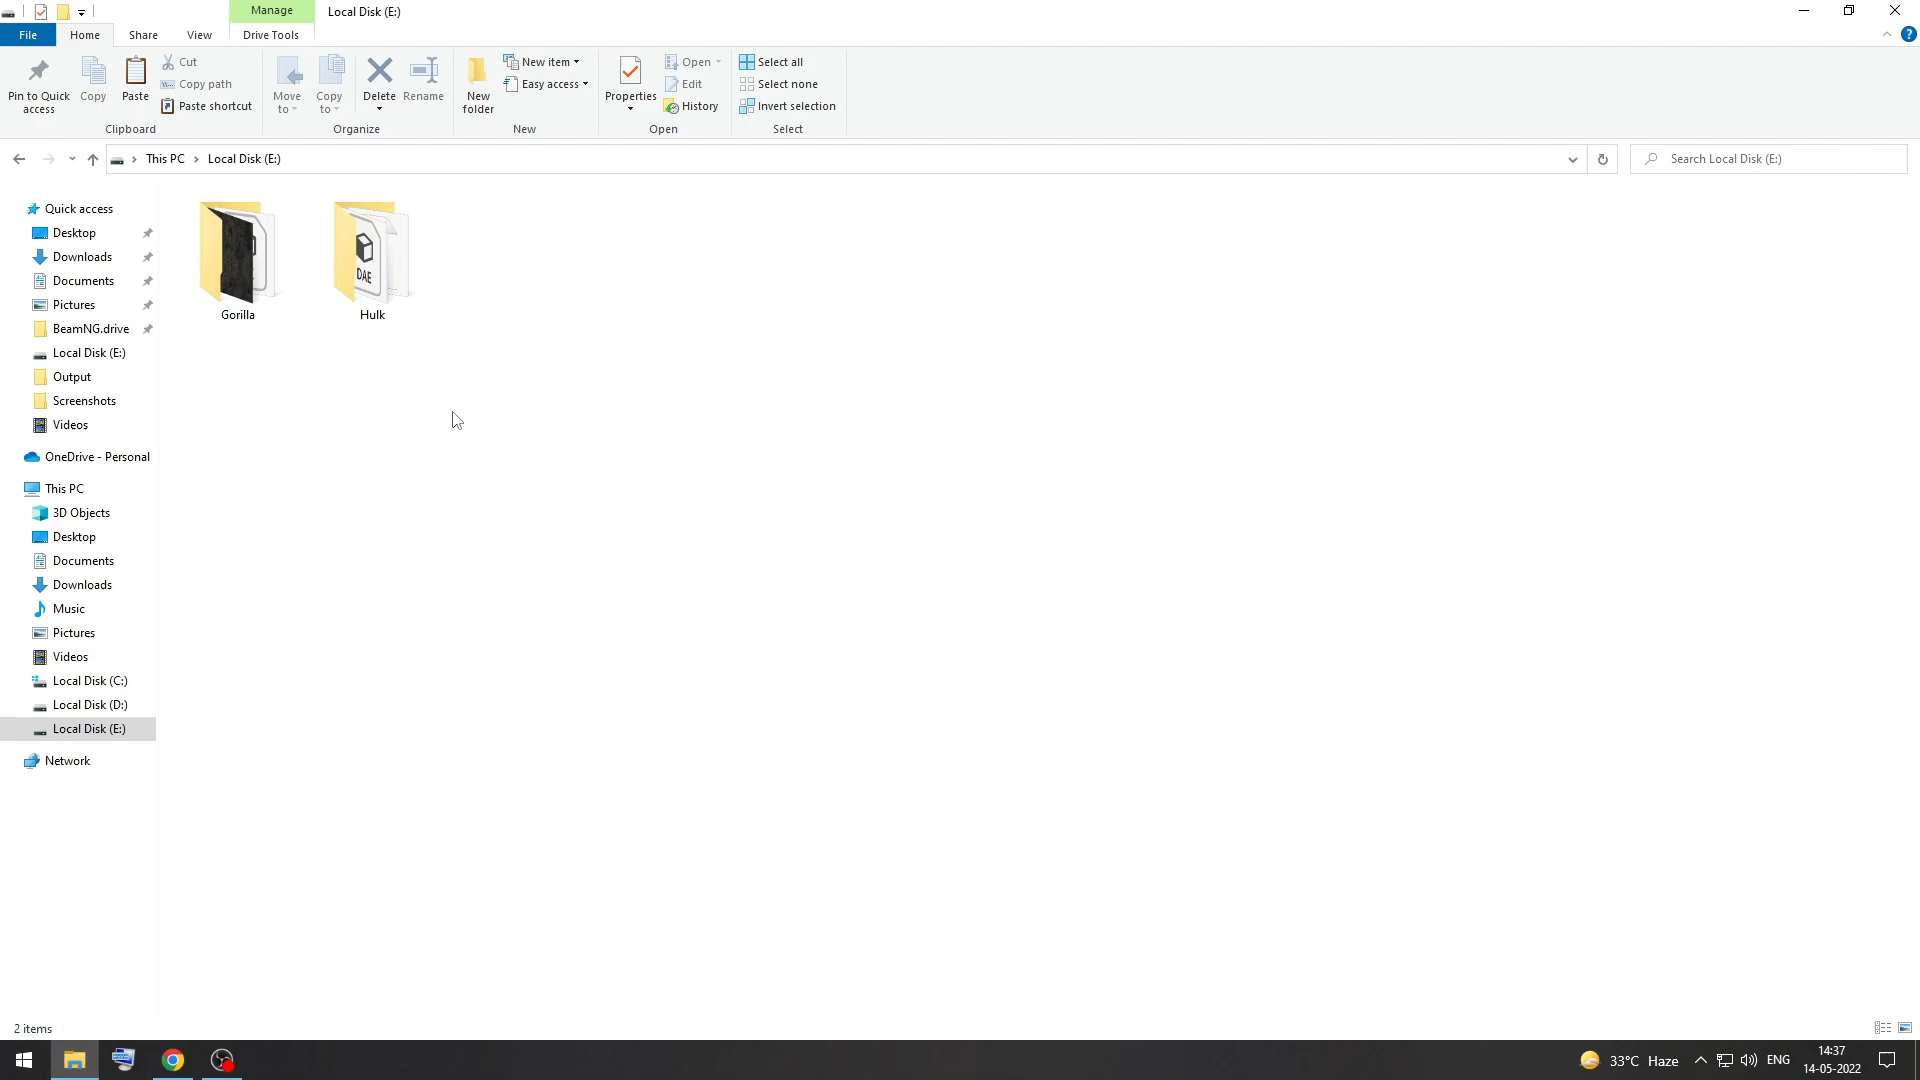 Manage
Local Disk (E:)
File
Home
Share
View
Drive Tools
?
Pin to Quick access
Copy
Paste
Cut
Copy path
Paste shortcut
Clipboard
Move to
Copy to
Delete
Rename
Organize
New folder
New item
Easy access
New
Properties
Open
Edit
History
Open
Select all
Select none
Invert selection
Select
This PC
Local Disk (E:)
Search Local Disk (E:)
Quick access
Desktop
Downloads
Documents
Pictures
BeamNG.drive
Local Disk (E:)
Output
Screenshots
Videos
OneDrive - Personal
This PC
3D Objects
Desktop
Documents
Downloads
Music
Pictures
Videos
Local Disk (C:)
Local Disk (D:)
Local Disk (E:)
Network
DAE
Gorilla
Hulk
2 items
33°C Haze
ENG
14:37
14-05-2022